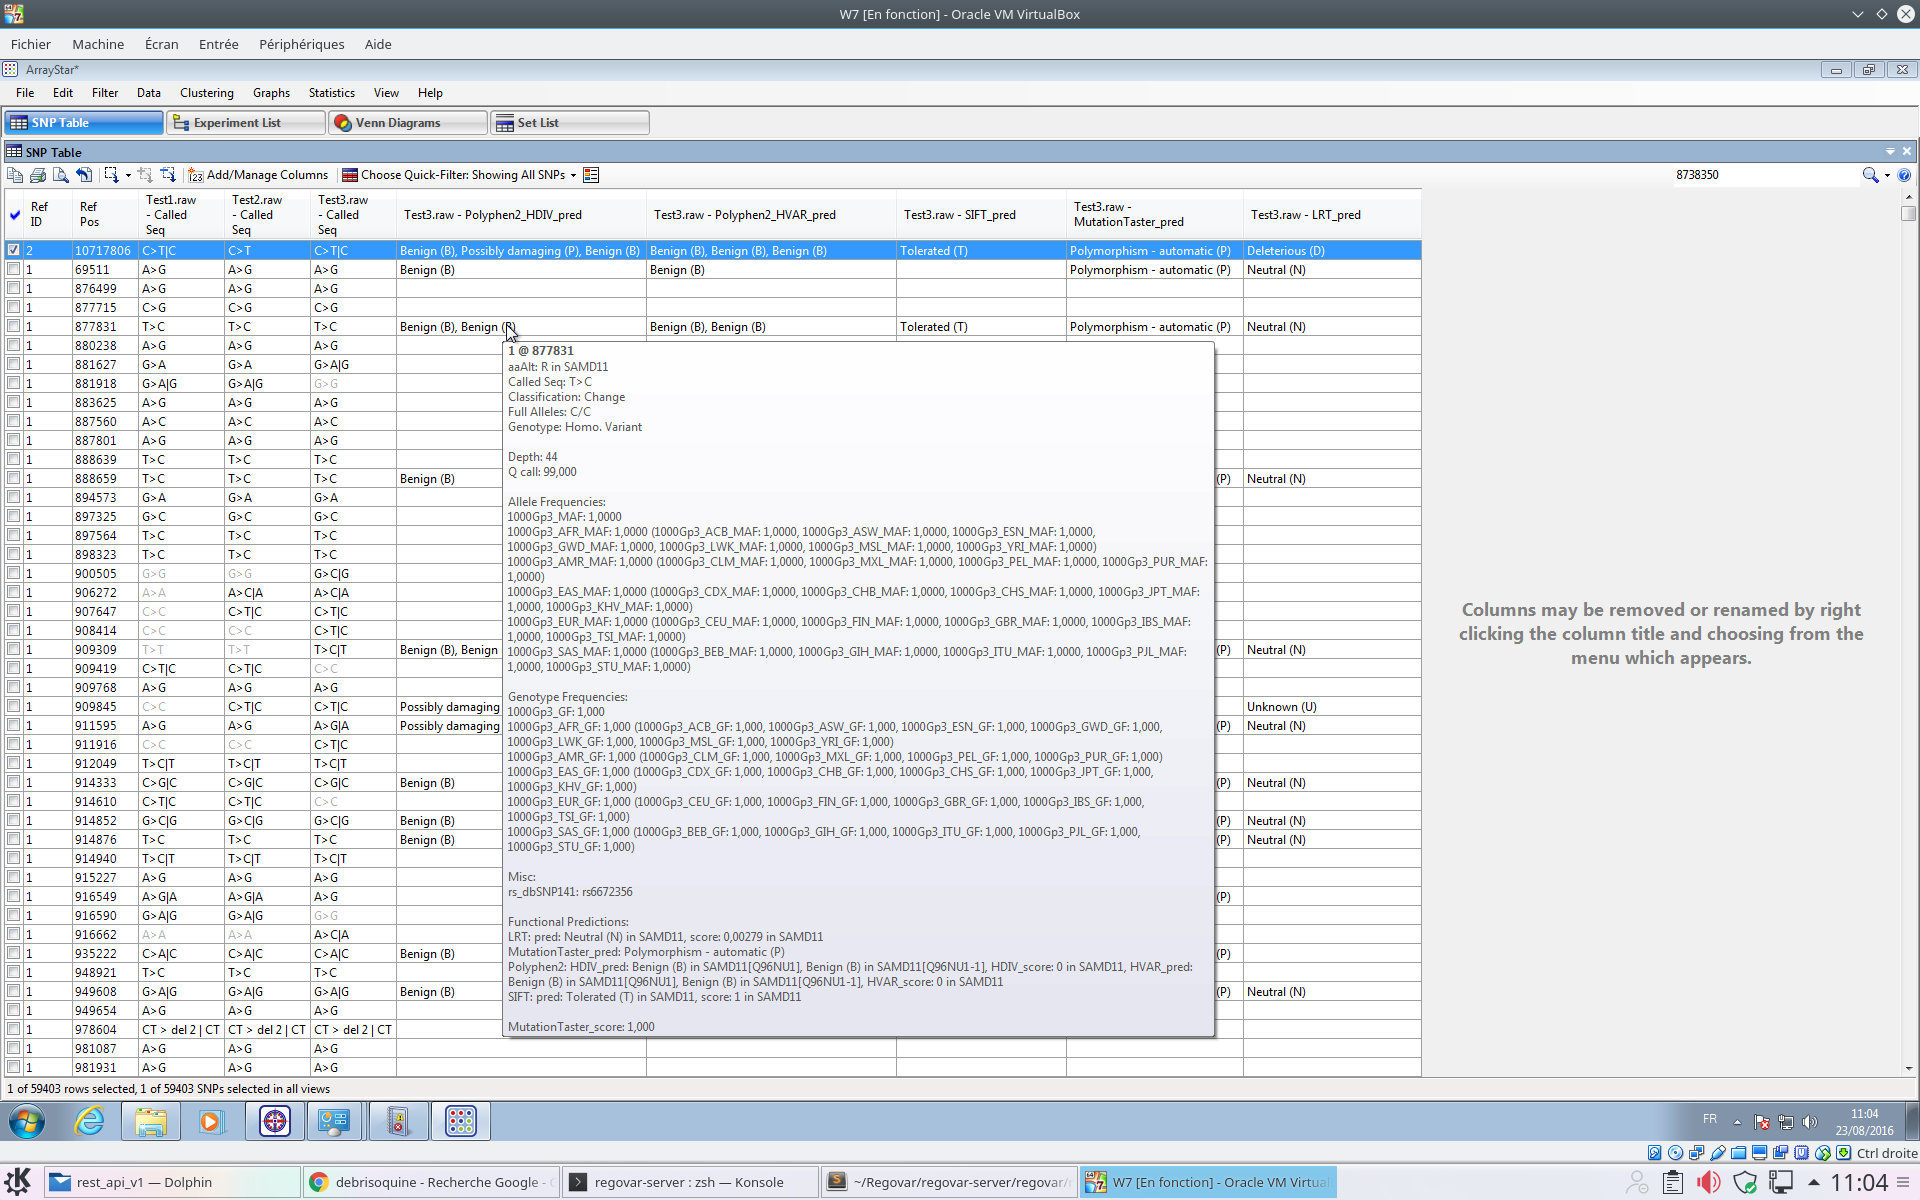 W7 [En fonction] - Oracle VM VirtualBox
Fichier Machine Écran Entrée Périphériques Aide
ArrayStar*
File Edit Filter Data Clustering Graphs Statistics View Help
SNP Table Experiment List Venn Diagrams Set List
SNP Table
Add/Manage Columns Choose Quick-Filter: Showing All SNPs 8738350
Ref ID Ref Pos Test1.raw - Called Seq Test2.raw - Called Seq Test3.raw - Called Seq Test3.raw - Polyphen2_HDIV_pred Test3.raw - Polyphen2_HVAR_pred Test3.raw - SIFT_pred Test3.raw - MutationTaster_pred Test3.raw - LRT_pred
2 10717806 C>T|C C>T C>T|C Benign (B), Possibly damaging (P), Benign (B) Benign (B), Benign (B), Benign (B) Tolerated (T) Polymorphism - automatic (P) Deleterious (D)
1 69511 A>G A>G A>G Benign (B) Benign (B) Polymorphism - automatic (P) Neutral (N)
1 876499 A>G A>G A>G
1 877715 C>G C>G C>G
1 877831 T>C T>C T>C Benign (B), Benign (B) Benign (B), Benign (B) Tolerated (T) Polymorphism - automatic (P) Neutral (N)
1 880238 A>G A>G A>G
1 881627 G>A G>A G>A|G
1 881918 G>A|G G>A|G G>G
1 883625 A>G A>G A>G
1 887560 A>C A>C A>C
1 887801 A>G A>G A>G
1 888639 T>C T>C T>C
1 888659 T>C T>C T>C Benign (B) (P) Neutral (N)
1 894573 G>A G>A G>A
1 897325 G>C G>C G>C
1 897564 T>C T>C T>C
1 898323 T>C T>C T>C
1 900505 G>G G>G G>C|G
1 906272 A>A A>C|A A>C|A
1 907647 C>C C>T|C C>T|C
1 908414 C>C C>C C>T|C
1 909309 T>T T>T T>C|T Benign (B), Benign (P) Neutral (N)
1 909419 C>T|C C>T|C C>C
1 909768 A>G A>G A>G
1 909845 C>C C>T|C C>T|C Possibly damaging Unknown (U)
1 911595 A>G A>G A>G|A Possibly damaging (P) Neutral (N)
1 911916 C>C C>C C>T|C
1 912049 T>C|T T>C|T T>C|T
1 914333 C>G|C C>G|C C>G|C Benign (B) (P) Neutral (N)
1 914610 C>T|C C>T|C C>C
1 914852 G>C|G G>C|G G>C|G Benign (B) (P) Neutral (N)
1 914876 T>C T>C T>C Benign (B) (P) Neutral (N)
1 914940 T>C|T T>C|T T>C|T
1 915227 A>G A>G A>G
1 916549 A>G|A A>G|A A>G (P)
1 916590 G>A|G G>A|G G>G
1 916662 A>A A>A A>C|A
1 935222 C>A|C C>A|C C>A|C Benign (B) (P)
1 948921 T>C T>C T>C
1 949608 G>A|G G>A|G G>A|G Benign (B) (P) Neutral (N)
1 949654 A>G A>G A>G
1 978604 CT > del 2 | CT CT > del 2 | CT CT > del 2 | CT
1 981087 A>G A>G A>G
1 981931 A>G A>G A>G
1 @ 877831
aaAlt: R in SAMD11
Called Seq: T>C
Classification: Change
Full Alleles: C/C
Genotype: Homo. Variant
Depth: 44
Q call: 99,000
Allele Frequencies:
1000Gp3_MAF: 1,0000
1000Gp3_AFR_MAF: 1,0000 (1000Gp3_ACB_MAF: 1,0000, 1000Gp3_ASW_MAF: 1,0000, 1000Gp3_ESN_MAF: 1,0000,
1000Gp3_GWD_MAF: 1,0000, 1000Gp3_LWK_MAF: 1,0000, 1000Gp3_MSL_MAF: 1,0000, 1000Gp3_YRI_MAF: 1,0000)
1000Gp3_AMR_MAF: 1,0000 (1000Gp3_CLM_MAF: 1,0000, 1000Gp3_MXL_MAF: 1,0000, 1000Gp3_PEL_MAF: 1,0000, 1000Gp3_PUR_MAF:
1,0000)
1000Gp3_EAS_MAF: 1,0000 (1000Gp3_CDX_MAF: 1,0000, 1000Gp3_CHB_MAF: 1,0000, 1000Gp3_CHS_MAF: 1,0000, 1000Gp3_JPT_MAF:
1,0000, 1000Gp3_KHV_MAF: 1,0000)
1000Gp3_EUR_MAF: 1,0000 (1000Gp3_CEU_MAF: 1,0000, 1000Gp3_FIN_MAF: 1,0000, 1000Gp3_GBR_MAF: 1,0000, 1000Gp3_IBS_MAF:
1,0000, 1000Gp3_TSI_MAF: 1,0000)
1000Gp3_SAS_MAF: 1,0000 (1000Gp3_BEB_MAF: 1,0000, 1000Gp3_GIH_MAF: 1,0000, 1000Gp3_ITU_MAF: 1,0000, 1000Gp3_PJL_MAF:
1,0000, 1000Gp3_STU_MAF: 1,0000)
Genotype Frequencies:
1000Gp3_GF: 1,000
1000Gp3_AFR_GF: 1,000 (1000Gp3_ACB_GF: 1,000, 1000Gp3_ASW_GF: 1,000, 1000Gp3_ESN_GF: 1,000, 1000Gp3_GWD_GF: 1,000,
1000Gp3_LWK_GF: 1,000, 1000Gp3_MSL_GF: 1,000, 1000Gp3_YRI_GF: 1,000)
1000Gp3_AMR_GF: 1,000 (1000Gp3_CLM_GF: 1,000, 1000Gp3_MXL_GF: 1,000, 1000Gp3_PEL_GF: 1,000, 1000Gp3_PUR_GF: 1,000)
1000Gp3_EAS_GF: 1,000 (1000Gp3_CDX_GF: 1,000, 1000Gp3_CHB_GF: 1,000, 1000Gp3_CHS_GF: 1,000, 1000Gp3_JPT_GF: 1,000,
1000Gp3_KHV_GF: 1,000)
1000Gp3_EUR_GF: 1,000 (1000Gp3_CEU_GF: 1,000, 1000Gp3_FIN_GF: 1,000, 1000Gp3_GBR_GF: 1,000, 1000Gp3_IBS_GF: 1,000,
1000Gp3_TSI_GF: 1,000)
1000Gp3_SAS_GF: 1,000 (1000Gp3_BEB_GF: 1,000, 1000Gp3_GIH_GF: 1,000, 1000Gp3_ITU_GF: 1,000, 1000Gp3_PJL_GF: 1,000,
1000Gp3_STU_GF: 1,000)
Misc:
rs_dbSNP141: rs6672356
Functional Predictions:
LRT: pred: Neutral (N) in SAMD11, score: 0,00279 in SAMD11
MutationTaster_pred: Polymorphism - automatic (P)
Polyphen2: HDIV_pred: Benign (B) in SAMD11[Q96NU1], Benign (B) in SAMD11[Q96NU1-1], HDIV_score: 0 in SAMD11, HVAR_pred:
Benign (B) in SAMD11[Q96NU1], Benign (B) in SAMD11[Q96NU1-1], HVAR_score: 0 in SAMD11
SIFT: pred: Tolerated (T) in SAMD11, score: 1 in SAMD11
MutationTaster_score: 1,000
Columns may be removed or renamed by right
clicking the column title and choosing from the
menu which appears.
1 of 59403 rows selected, 1 of 59403 SNPs selected in all views
FR 11:04
23/08/2016
Ctrl droite
rest_api_v1 — Dolphin debrisoquine - Recherche Google - regovar-server : zsh — Konsole ~/Regovar/regovar-server/regovar/ W7 [En fonction] - Oracle VM Virtual 11:04